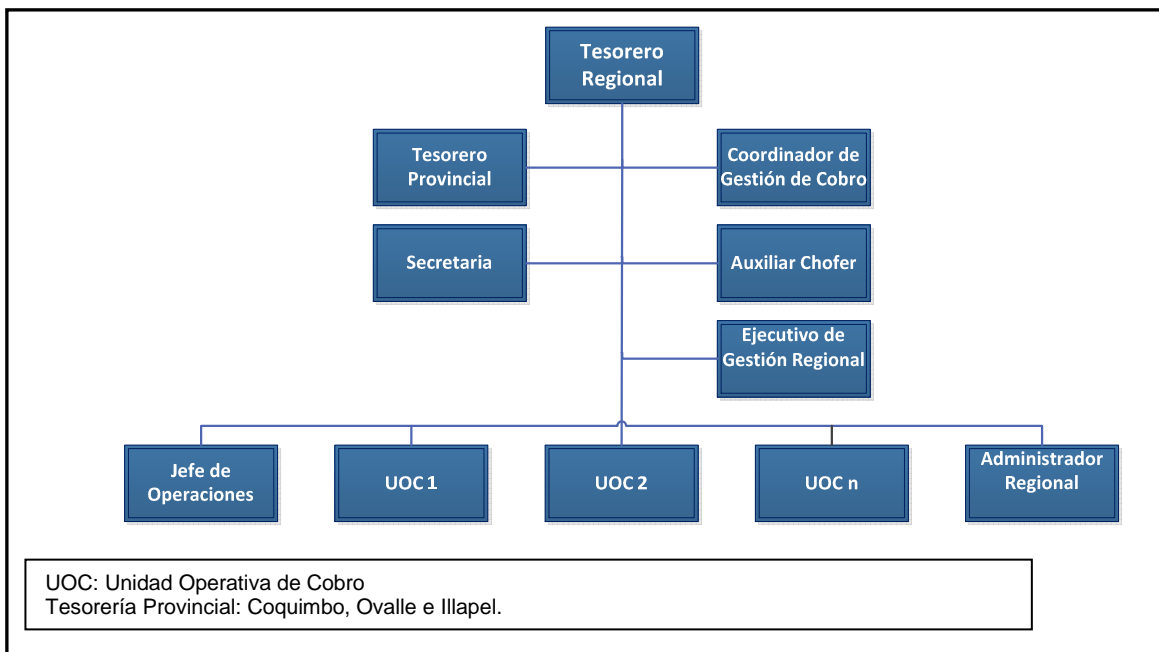 Tesorero
Regional
Tesorero
Provincial
Coordinador de
Gestión de Cobro
Secretaria
Auxiliar Chofer
Ejecutivo de
Gestión Regional
Jefe de
Operaciones
UOC 1
UOC 2
UOC n
Administrador
Regional
UOC: Unidad Operativa de Cobro
Tesorería Provincial: Coquimbo, Ovalle e Illapel.